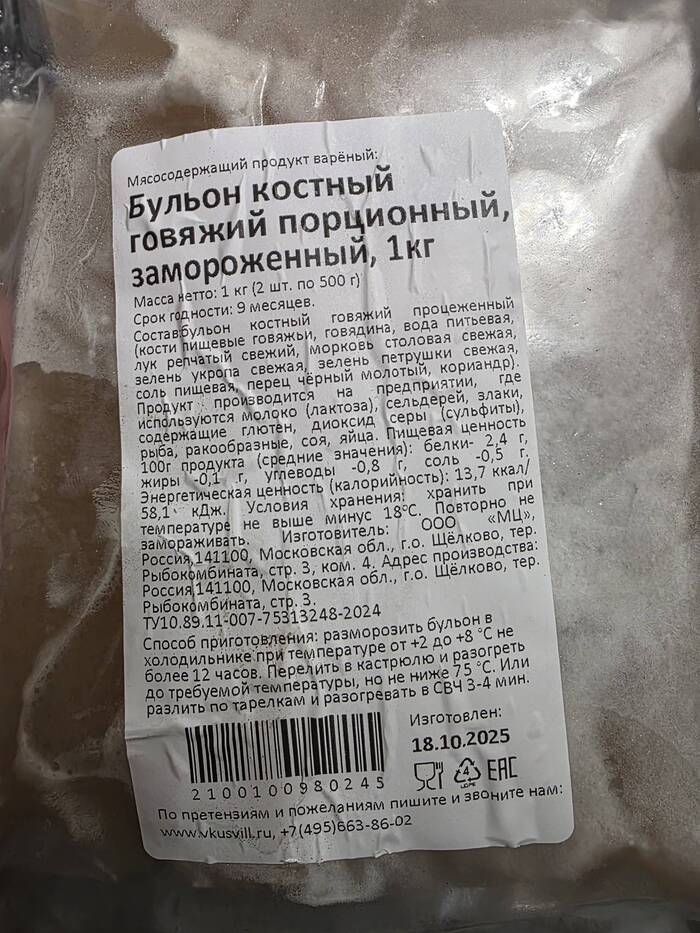 Мясосодержащий продукт варёный:
Бульон костный
говяжий порционный,
замороженный, 1кг
Масса нетто: 1 кг (2 шт. по 500 г)
Срок годности: 9 месяцев.
Состав:бульон костный говяжий процеженный
(кости пищевые говяжьи, говядина, вода питьевая,
лук репчатый свежий, морковь столовая свежая,
зелень укропа свежая, зелень петрушки свежая,
соль пищевая, перец чёрный молотый, кориандр).
Продукт производится на предприятии, где
используются молоко (лактоза), сельдерей, злаки,
содержащие глютен, диоксид серы (сульфиты),
рыба, ракообразные, соя, яйца. Пищевая ценность
100г продукта (средние значения): белки- 2,4 г,
жиры -0,1 г, углеводы -0,8 г, соль -0,5 г.
Энергетическая ценность (калорийность): 13,7 ккал/
58,1 кДж. Условия хранения: хранить при
температуре не выше минус 18°С. Повторно не
замораживать. Изготовитель: ООО «МЦ»,
Россия,141100, Московская обл., г.о. Щёлково, тер.
Рыбокомбината, стр. 3, ком. 4. Адрес производства:
Россия,141100, Московская обл., г.о. Щёлково, тер.
Рыбокомбината, стр. 3.
ТУ10.89.11-007-75313248-2024
Способ приготовления: разморозить бульон в
холодильнике при температуре от +2 до +8 °С не
более 12 часов. Перелить в кастрюлю и разогреть
до требуемой температуры, но не ниже 75 °С. Или
разлить по тарелкам и разогревать в СВЧ 3-4 мин.
Изготовлен:
18.10.2025
4
LDPE
EAC
2100100980245
По претензиям и пожеланиям пишите и звоните нам:
www.vkusvill.ru, +7(495)663-86-02